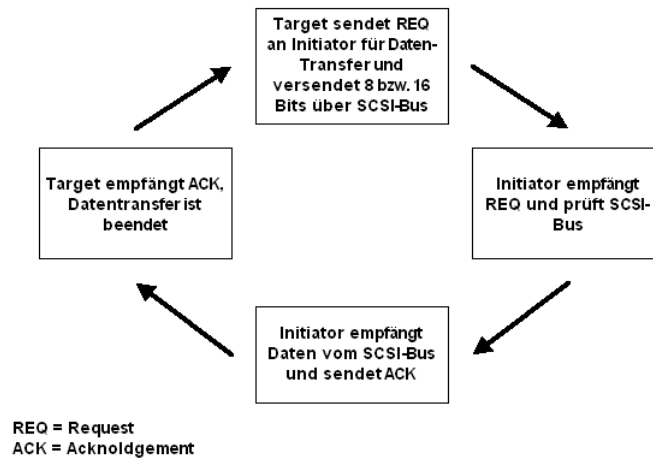 Target sendet REQ
an Initiator für Daten-
Transfer und
versendet 8 bzw. 16
Bits über SCSI-Bus
Target empfängt ACK,
Datentransfer ist
beendet
Initiator empfängt
REQ und prüft SCSI-
Bus
Initiator empfängt
Daten vom SCSI-Bus
und sendet ACK
REQ = Request
ACK = Acknoldgement